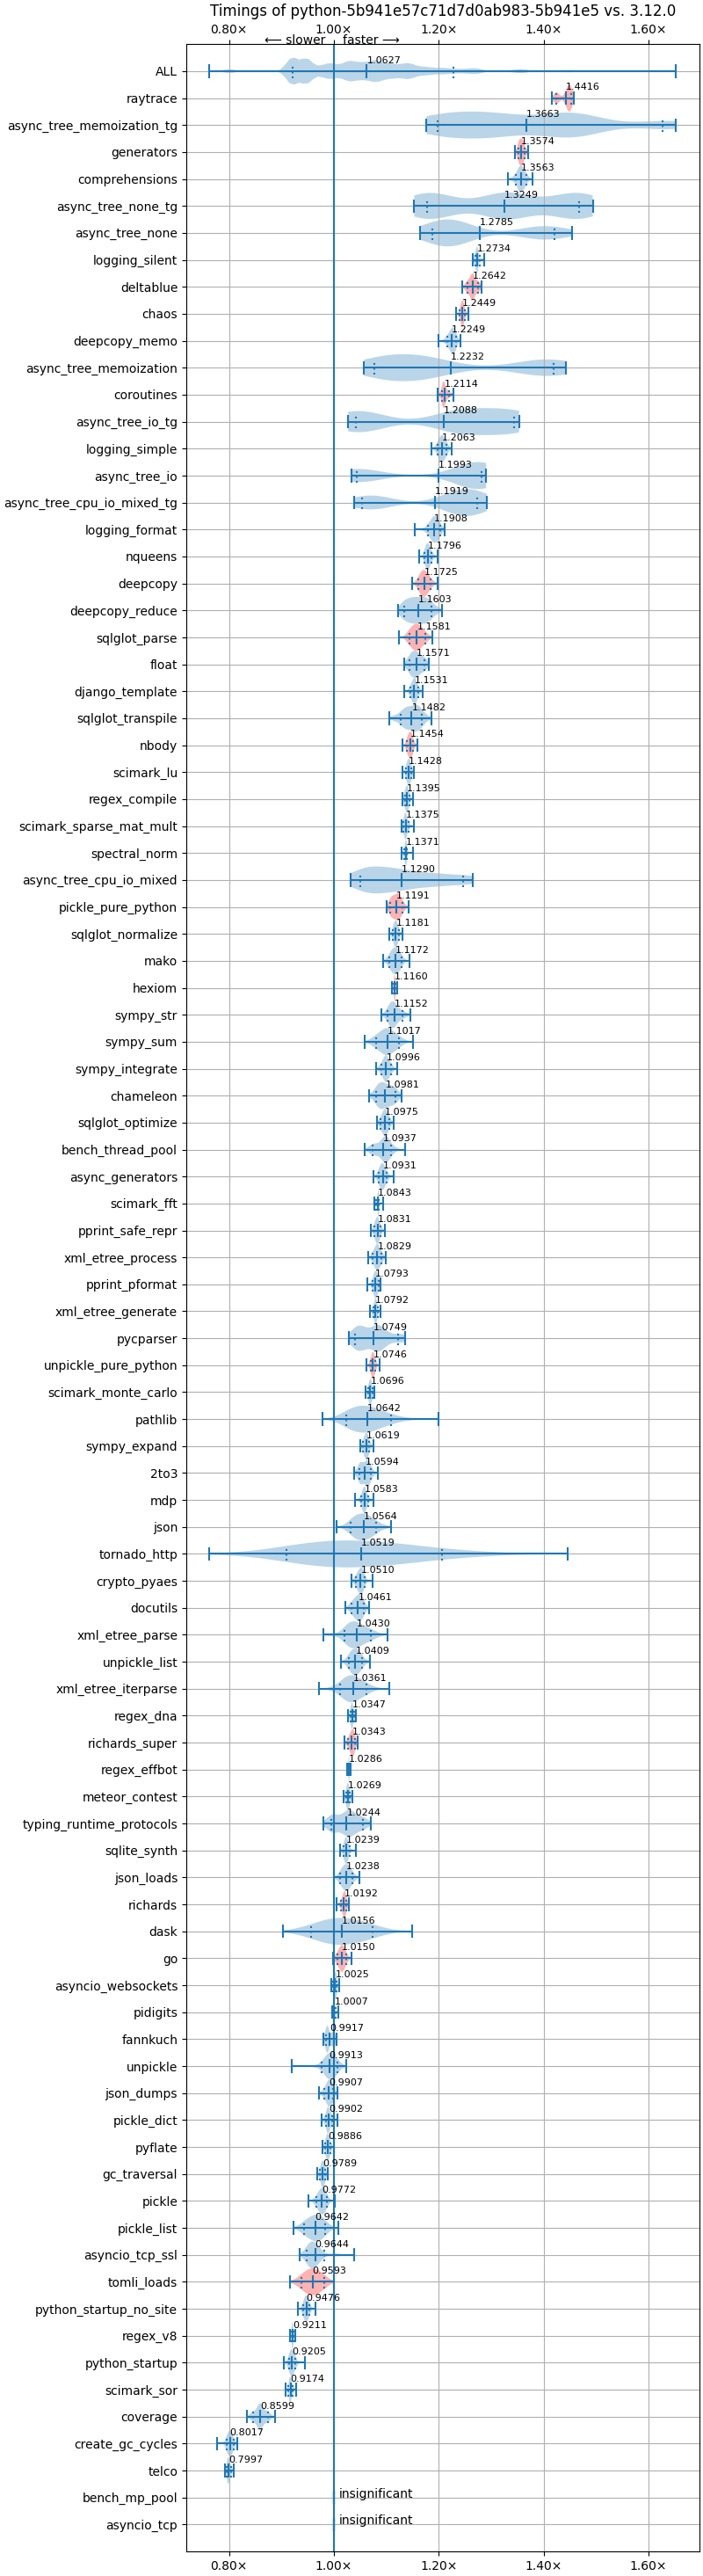 Timings of python-5b941e57c71d7d0ab983-5b941e5 vs. 3.12.0
0.80× 1.00× 1.20× 1.40× 1.60×
⟵ slower faster ⟶
ALL 1.0627
raytrace 1.4416
async_tree_memoization_tg 1.3663
generators 1.3574
comprehensions 1.3563
async_tree_none_tg 1.3249
async_tree_none 1.2785
logging_silent 1.2734
deltablue 1.2642
chaos 1.2449
deepcopy_memo 1.2249
async_tree_memoization 1.2232
coroutines 1.2114
async_tree_io_tg 1.2088
logging_simple 1.2063
async_tree_io 1.1993
async_tree_cpu_io_mixed_tg 1.1919
logging_format 1.1908
nqueens 1.1796
deepcopy 1.1725
deepcopy_reduce 1.1603
sqlglot_parse 1.1581
float 1.1571
django_template 1.1531
sqlglot_transpile 1.1482
nbody 1.1454
scimark_lu 1.1428
regex_compile 1.1395
scimark_sparse_mat_mult 1.1375
spectral_norm 1.1371
async_tree_cpu_io_mixed 1.1290
pickle_pure_python 1.1191
sqlglot_normalize 1.1181
mako 1.1172
hexiom 1.1160
sympy_str 1.1152
sympy_sum 1.1017
sympy_integrate 1.0996
chameleon 1.0981
sqlglot_optimize 1.0975
bench_thread_pool 1.0937
async_generators 1.0931
scimark_fft 1.0843
pprint_safe_repr 1.0831
xml_etree_process 1.0829
pprint_pformat 1.0793
xml_etree_generate 1.0792
pycparser 1.0749
unpickle_pure_python 1.0746
scimark_monte_carlo 1.0696
pathlib 1.0642
sympy_expand 1.0619
2to3 1.0594
mdp 1.0583
json 1.0564
tornado_http 1.0519
crypto_pyaes 1.0510
docutils 1.0461
xml_etree_parse 1.0430
unpickle_list 1.0409
xml_etree_iterparse 1.0361
regex_dna 1.0347
richards_super 1.0343
regex_effbot 1.0286
meteor_contest 1.0269
typing_runtime_protocols 1.0244
sqlite_synth 1.0239
json_loads 1.0238
richards 1.0192
dask 1.0156
go 1.0150
asyncio_websockets 1.0025
pidigits 1.0007
fannkuch 0.9917
unpickle 0.9913
json_dumps 0.9907
pickle_dict 0.9902
pyflate 0.9886
gc_traversal 0.9789
pickle 0.9772
pickle_list 0.9642
asyncio_tcp_ssl 0.9644
tomli_loads 0.9593
python_startup_no_site 0.9476
regex_v8 0.9211
python_startup 0.9205
scimark_sor 0.9174
coverage 0.8599
create_gc_cycles 0.8017
telco 0.7997
bench_mp_pool insignificant
asyncio_tcp insignificant
0.80× 1.00× 1.20× 1.40× 1.60×